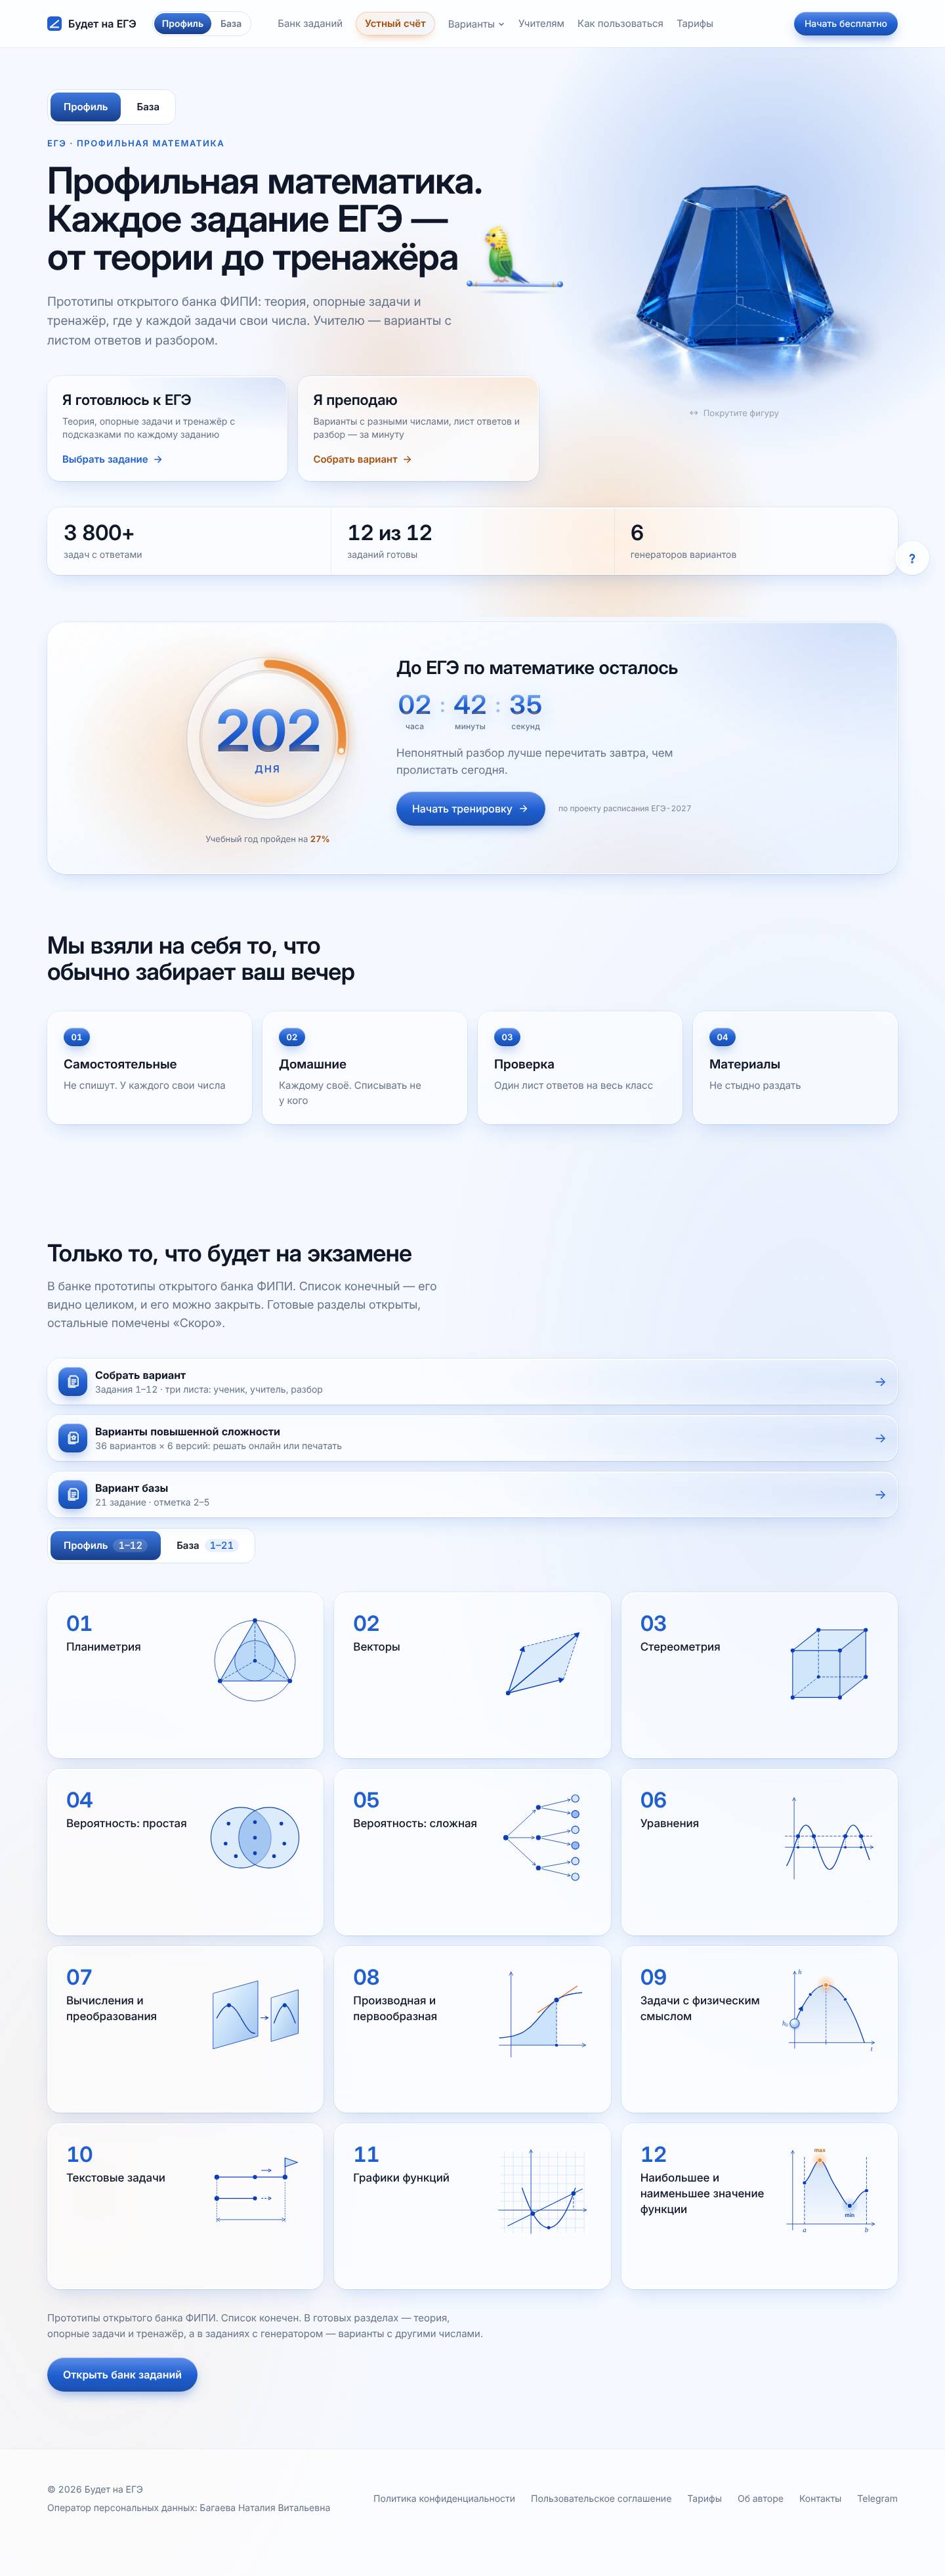 Будет на ЕГЭ
Профиль База
Банк заданий
Устный счёт
Варианты
Учителям
Как пользоваться
Тарифы
Начать бесплатно
Профиль База
ЕГЭ · ПРОФИЛЬНАЯ МАТЕМАТИКА
Профильная математика.
Каждое задание ЕГЭ —
от теории до тренажёра
Прототипы открытого банка ФИПИ: теория, опорные задачи и
тренажёр, где у каждой задачи свои числа. Учителю — варианты с
листом ответов и разбором.
Я готовлюсь к ЕГЭ
Теория, опорные задачи и тренажёр с
подсказками по каждому заданию
Выбрать задание →
Я преподаю
Варианты с разными числами, лист ответов и
разбор — за минуту
Собрать вариант →
↔ Покрутите фигуру
3 800+
задач с ответами
12 из 12
заданий готовы
6
генераторов вариантов
?
202
ДНЯ
Учебный год пройден на 27%
До ЕГЭ по математике осталось
02 : 42 : 35
часа минуты секунд
Непонятный разбор лучше перечитать завтра, чем
пролистать сегодня.
Начать тренировку →
по проекту расписания ЕГЭ-2027
Мы взяли на себя то, что
обычно забирает ваш вечер
01
Самостоятельные
Не спишут. У каждого свои числа
02
Домашние
Каждому своё. Списывать не
у кого
03
Проверка
Один лист ответов на весь класс
04
Материалы
Не стыдно раздать
Только то, что будет на экзамене
В банке прототипы открытого банка ФИПИ. Список конечный — его
видно целиком, и его можно закрыть. Готовые разделы открыты,
остальные помечены «Скоро».
Собрать вариант
Задания 1–12 · три листа: ученик, учитель, разбор
→
Варианты повышенной сложности
36 вариантов × 6 версий: решать онлайн или печатать
→
Вариант базы
21 задание · отметка 2–5
→
Профиль 1–12 База 1–21
01
Планиметрия
02
Векторы
03
Стереометрия
04
Вероятность: простая
05
Вероятность: сложная
06
Уравнения
07
Вычисления и
преобразования
08
Производная и
первообразная
09
Задачи с физическим
смыслом
h
h₀
t
10
Текстовые задачи
11
Графики функций
12
Наибольшее и
наименьшее значение
функции
max
min
a b
Прототипы открытого банка ФИПИ. Список конечен. В готовых разделах — теория,
опорные задачи и тренажёр, а в заданиях с генератором — варианты с другими числами.
Открыть банк заданий
© 2026 Будет на ЕГЭ
Оператор персональных данных: Багаева Наталия Витальевна
Политика конфиденциальности
Пользовательское соглашение
Тарифы
Об авторе
Контакты
Telegram